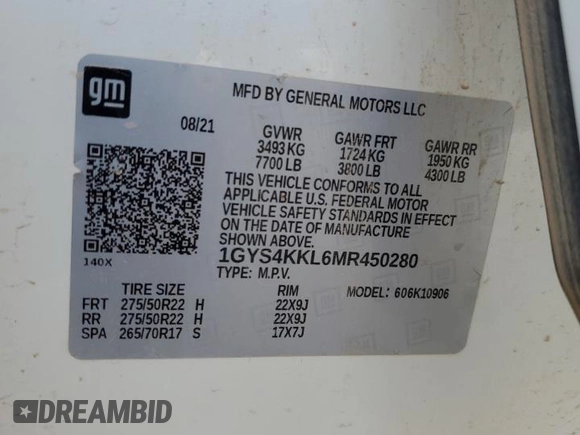 gm
MFD BY GENERAL MOTORS LLC
08/21 GVWR GAWR FRT GAWR RR
3493 KG 1724 KG 1950 KG
7700 LB 3800 LB 4300 LB
THIS VEHICLE CONFORMS TO ALL
APPLICABLE U.S. FEDERAL MOTOR
VEHICLE SAFETY STANDARDS IN EFFECT
ON THE DATE OF MANUFACTURE
SHOWN ABOVE.
140X
1GYS4KKL6MR450280
TYPE: M.P.V.
TIRE SIZE RIM MODEL: 606K10906
FRT 275/50R22 H 22X9J
RR 275/50R22 H 22X9J
SPA 265/70R17 S 17X7J
DREAMBID